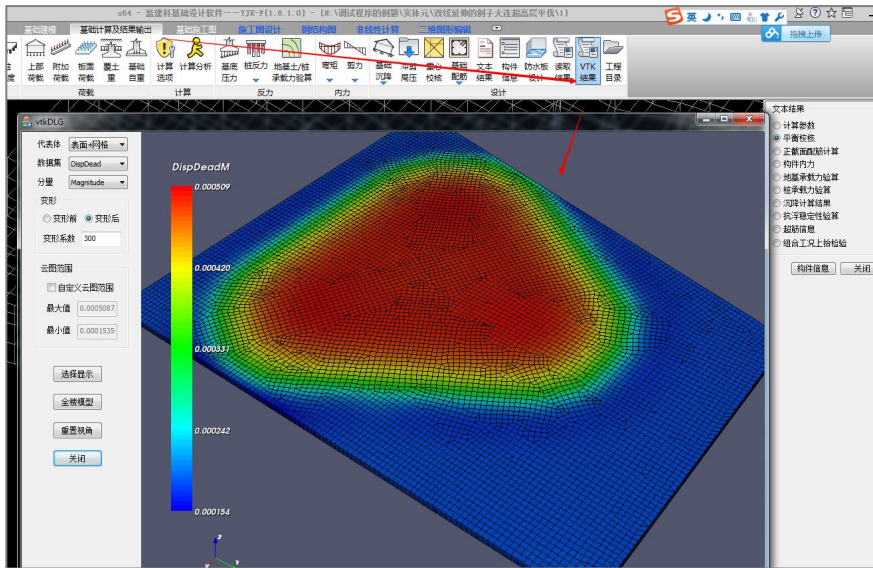 x64 - 盖建科基础设计软件--YJK-F[1.8.1.0] - [H:\调试程序的例题\实体元\双线延伸的例子大连超高层平筏\1]
英
拖拽上传
基础建模 基础计算及结果输出 基础施工图 施工图设计 钢结构图 非线性计算 二维图形编辑
上部荷载 附加荷载 板面荷载 覆土重 基础自重 计算选项 计算分析 基底压力 桩反力 地基土/桩承载力验算 弯矩 剪力 基础沉降 冲剪局压 重心校核 基础配筋 文本结果 构件信息 防水板设计 读取结果 VTK结果 工程目录
荷载 计算 反力 内力 设计
vtkDLG
代表体 表面+网格
数据集 DispDead
分量 Magnitude
变形
变形前 变形后
变形系数 300
云图范围
自定义云图范围
最大值 0.0005087
最小值 0.0001535
选择显示
全楼模型
重置视角
关闭
DispDeadM
0.000509
0.000420
0.000331
0.000242
0.000154
z
x y
文本结果
计算参数
平衡校核
正截面配筋计算
构件内力
地基承载力验算
桩承载力验算
沉降计算结果
抗浮稳定性验算
超筋信息
组合工况上抬检验
构件信息 关闭